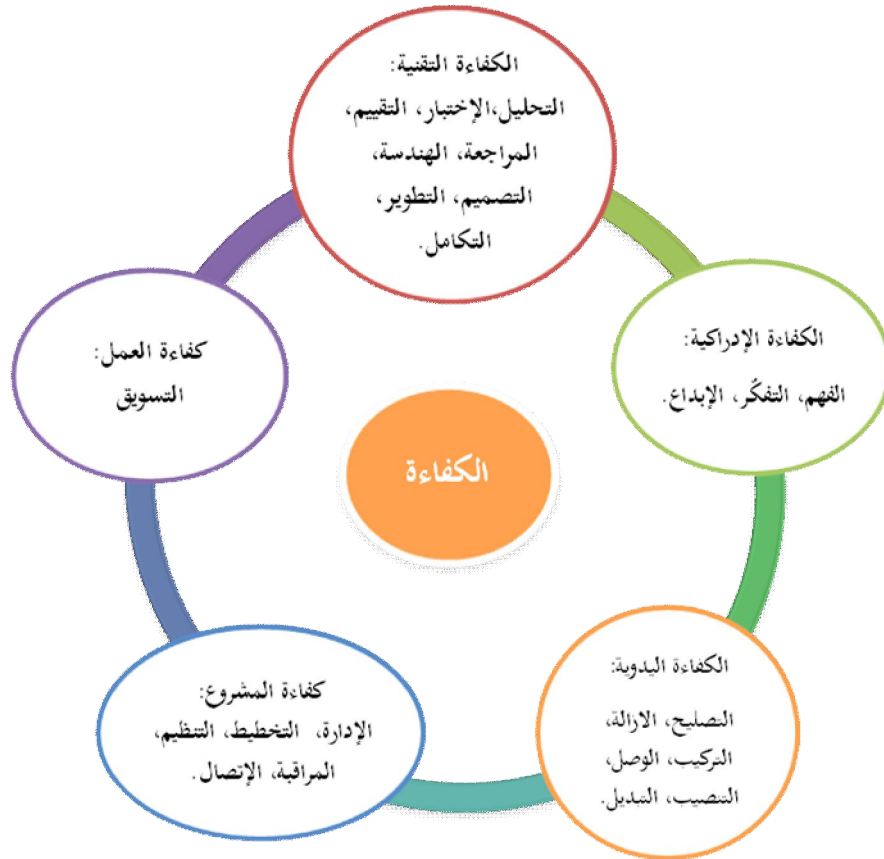 الكفاءة التقنية:
التحليل،الإختبار، التقييم،
المراجعة، الهندسة،
التصميم، التطوير،
التكامل.
الكفاءة الإدراكية:
الفهم، التفكّر، الإبداع.
كفاءة العمل:
التسويق
الكفاءة
الكفاءة اليدوية:
التصليح، الازالة،
التركيب، الوصل،
التنصيب، التبديل.
كفاءة المشروع:
الإدارة، التخطيط، التنظيم،
المراقبة، الإتصال.